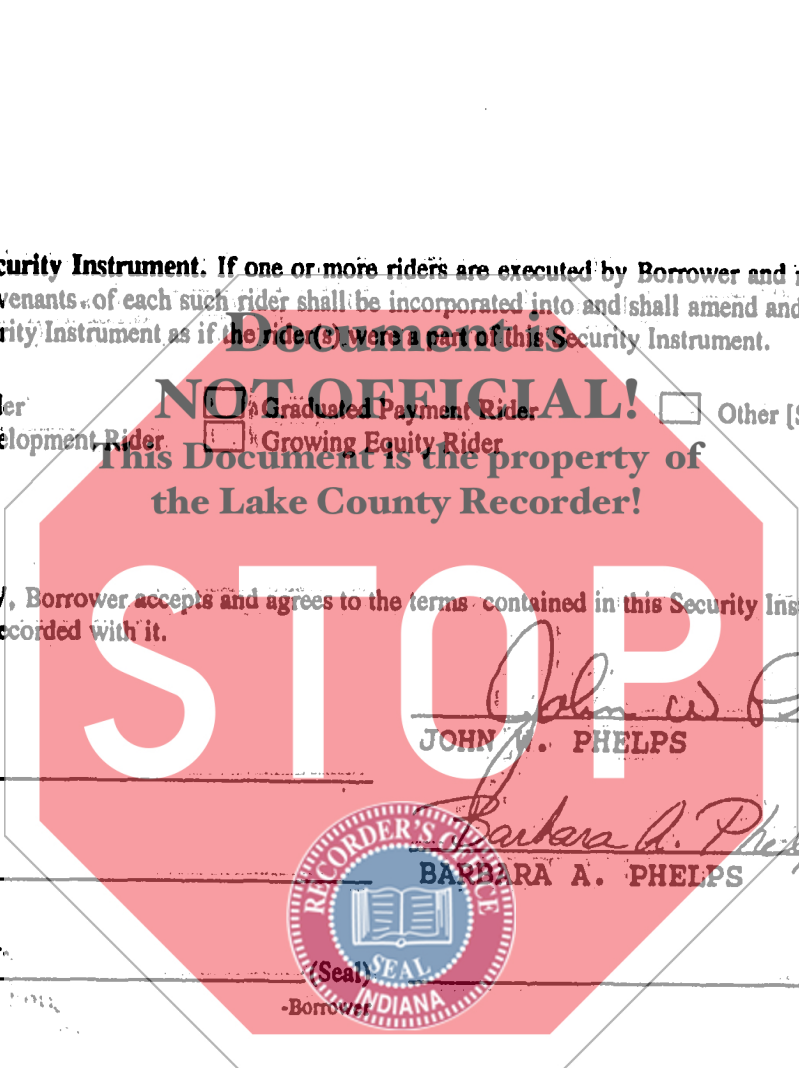 curity Instrument. If one or more riders are executed by Borrower and
venants of each such rider shall be incorporated into and shall amend and
rity Instrument as if the rider(s) were a part of this Security Instrument.
Document is
NOT OFFICIAL!
This Document is the property of
the Lake County Recorder!
er Graduated Payment Rider Other [S
elopment Rider Growing Equity Rider
, Borrower accepts and agrees to the terms contained in this Security Ins
ecorded with it.
STOP
John W
JOHN W. PHELPS
Barbara A. Phelps
BARBARA A. PHELPS
RECORDER'S OFFICE
SEAL
INDIANA
(Seal)
-Borrower